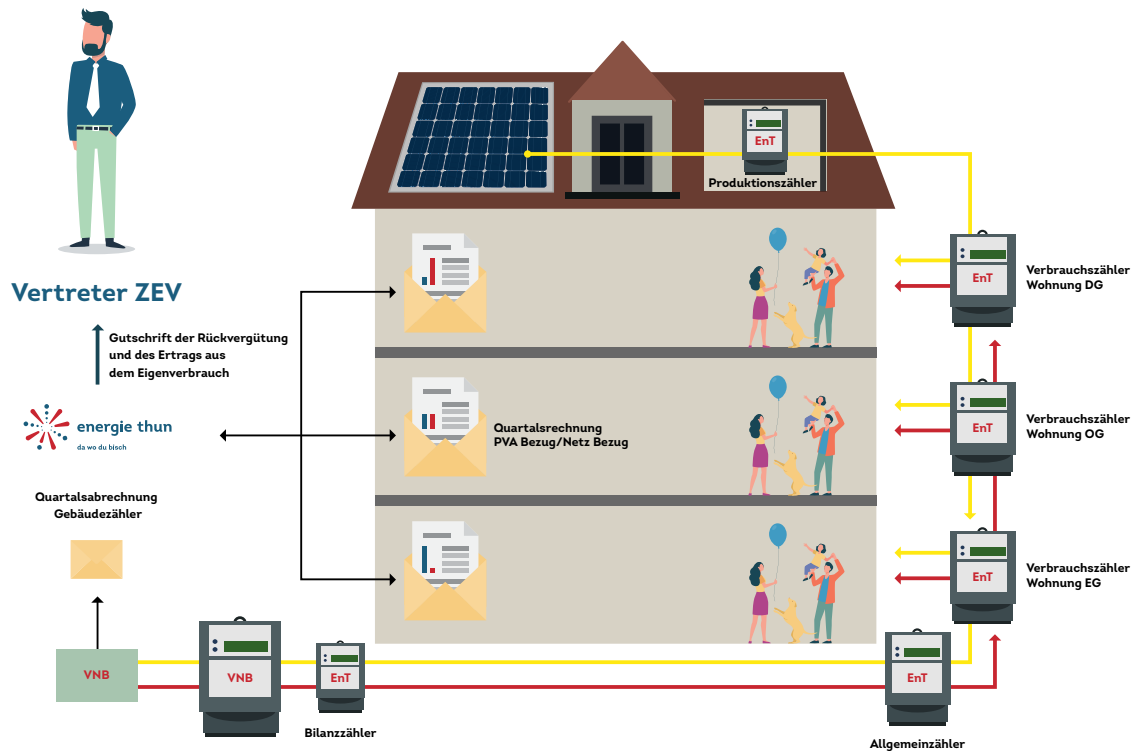 EnT
Produktionszähler
EnT
Verbrauchszähler
Wohnung DG
Vertreter ZEV
Gutschrift der Rückvergütung
und des Ertrags aus
dem Eigenverbrauch
energie thun
da wo du bisch
Quartalsrechnung
PVA Bezug/Netz Bezug
EnT
Verbrauchszähler
Wohnung OG
Quartalsabrechnung
Gebäudezähler
EnT
Verbrauchszähler
Wohnung EG
VNB
VNB
EnT
Bilanzzähler
EnT
Allgemeinzähler